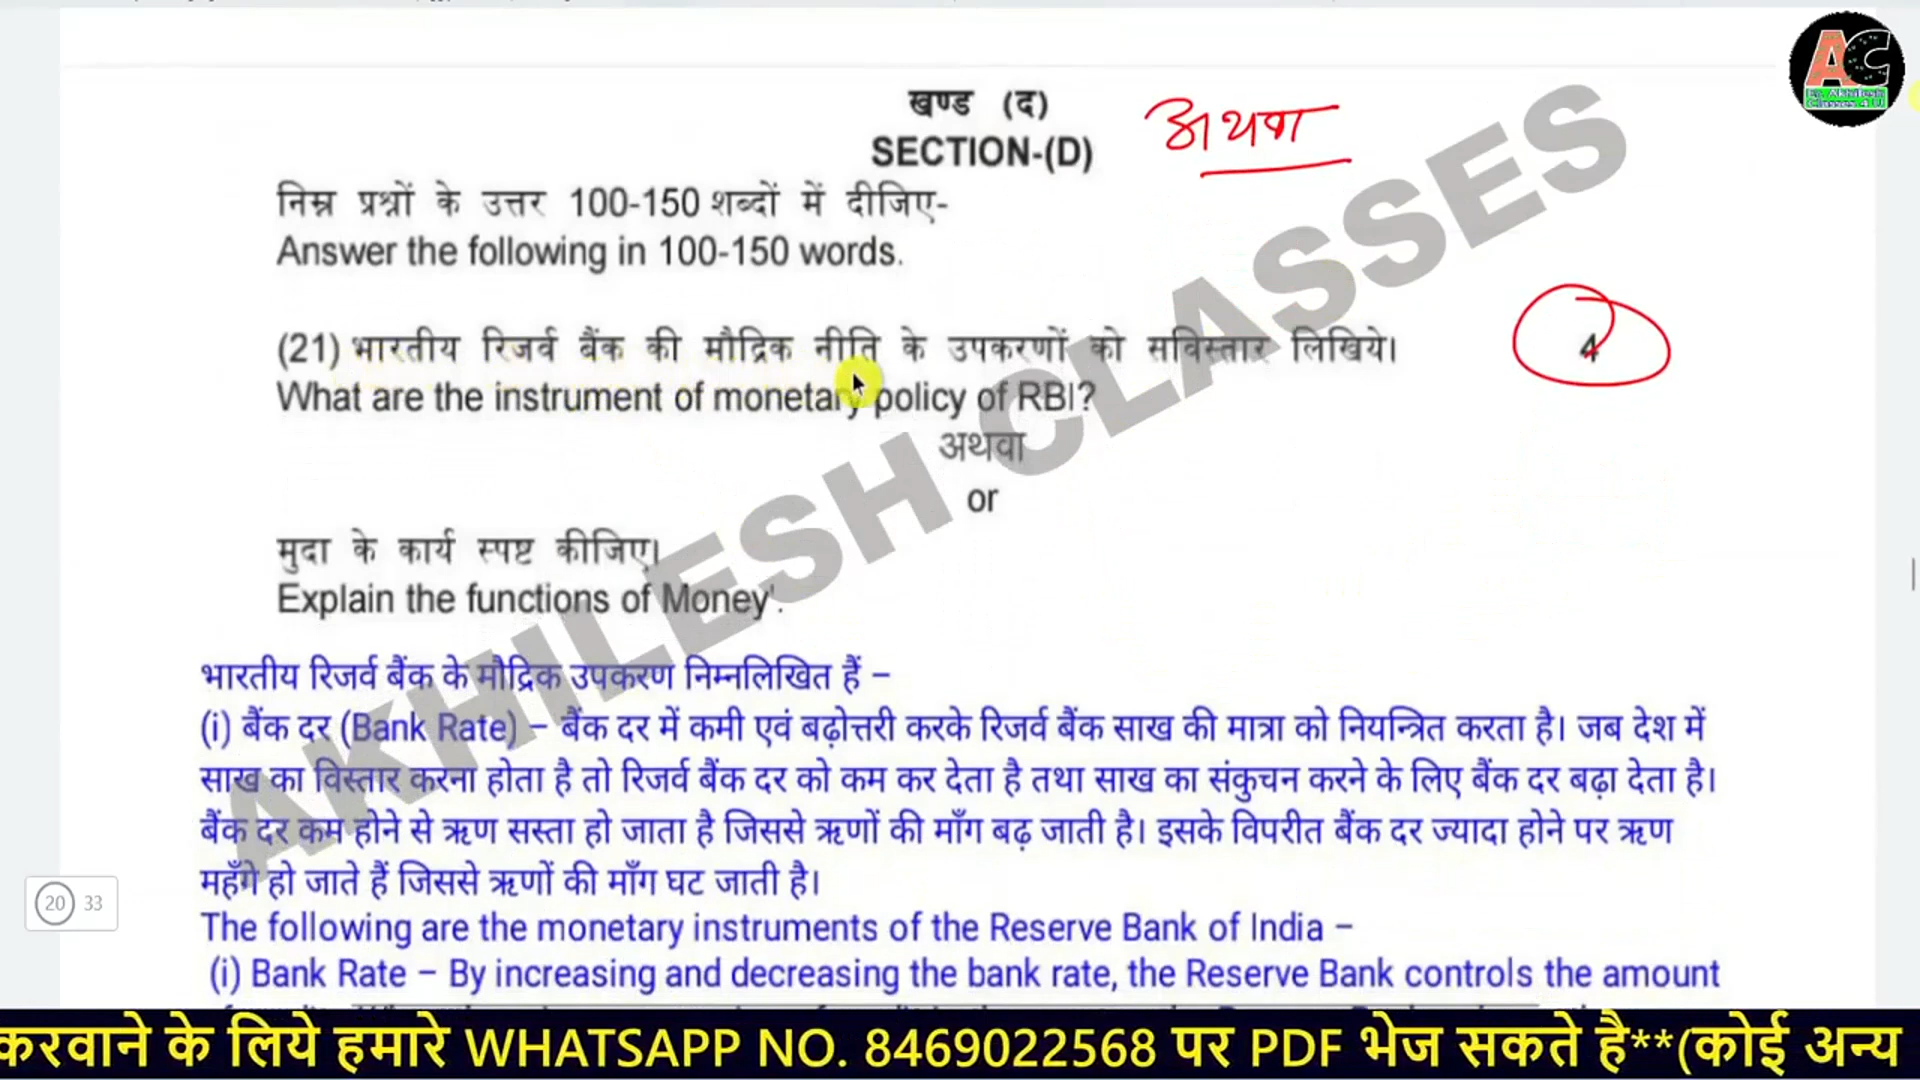 AC
Er. Akhilesh
Classes 4 U
खण्ड (द)
अथवा
SECTION-(D)
निम्न प्रश्नों के उत्तर 100-150 शब्दों में दीजिए-
Answer the following in 100-150 words.
(21) भारतीय रिजर्व बैंक की मौद्रिक नीति के उपकरणों को सविस्तार लिखिये। 4
What are the instrument of monetary policy of RBI?
अथवा
or
मुदा के कार्य स्पष्ट कीजिए।
Explain the functions of Money'.
AKHILESH CLASSES
भारतीय रिजर्व बैंक के मौद्रिक उपकरण निम्नलिखित हैं –
(i) बैंक दर (Bank Rate) – बैंक दर में कमी एवं बढ़ोत्तरी करके रिजर्व बैंक साख की मात्रा को नियन्त्रित करता है। जब देश में
साख का विस्तार करना होता है तो रिजर्व बैंक दर को कम कर देता है तथा साख का संकुचन करने के लिए बैंक दर बढ़ा देता है।
बैंक दर कम होने से ऋण सस्ता हो जाता है जिससे ऋणों की माँग बढ़ जाती है। इसके विपरीत बैंक दर ज्यादा होने पर ऋण
महँगे हो जाते हैं जिससे ऋणों की माँग घट जाती है।
20 33
The following are the monetary instruments of the Reserve Bank of India –
(i) Bank Rate – By increasing and decreasing the bank rate, the Reserve Bank controls the amount
करवाने के लिये हमारे WHATSAPP NO. 8469022568 पर PDF भेज सकते है**(कोई अन्य